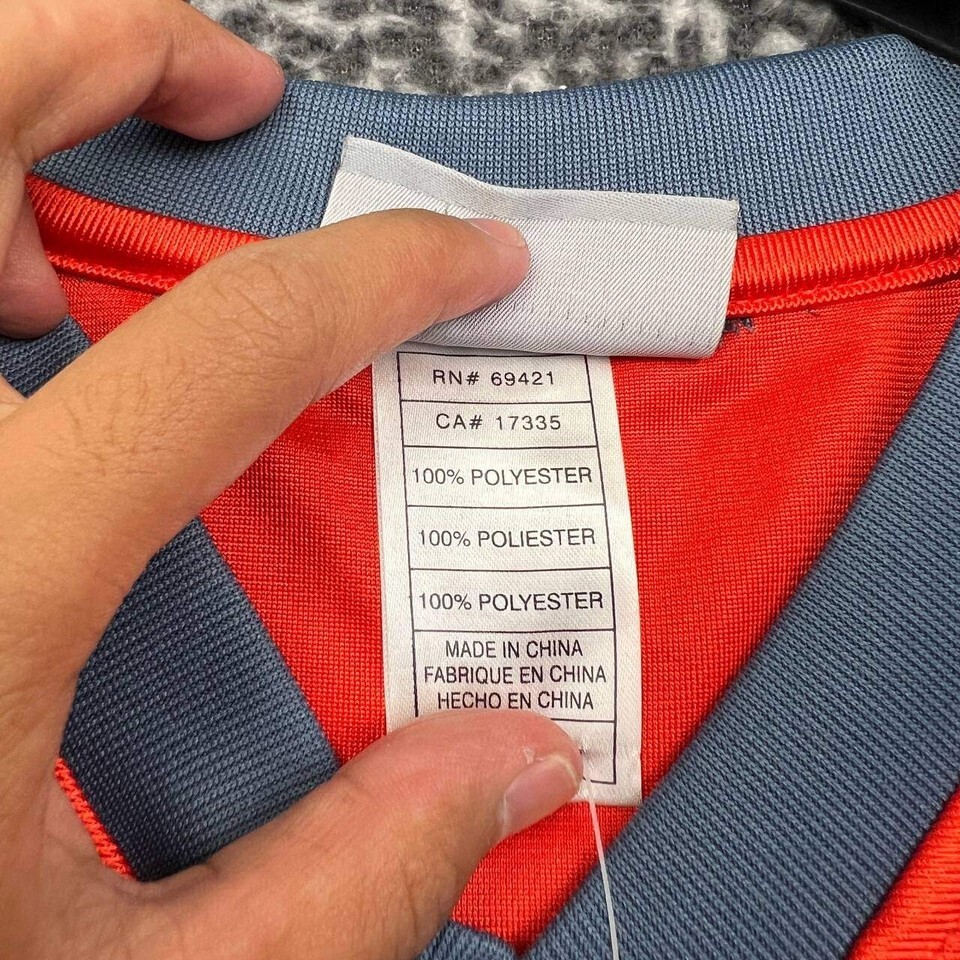 RN# 69421
CA# 17335
100% POLYESTER
100% POLIESTER
100% POLYESTER
MADE IN CHINA
FABRIQUE EN CHINA
HECHO EN CHINA